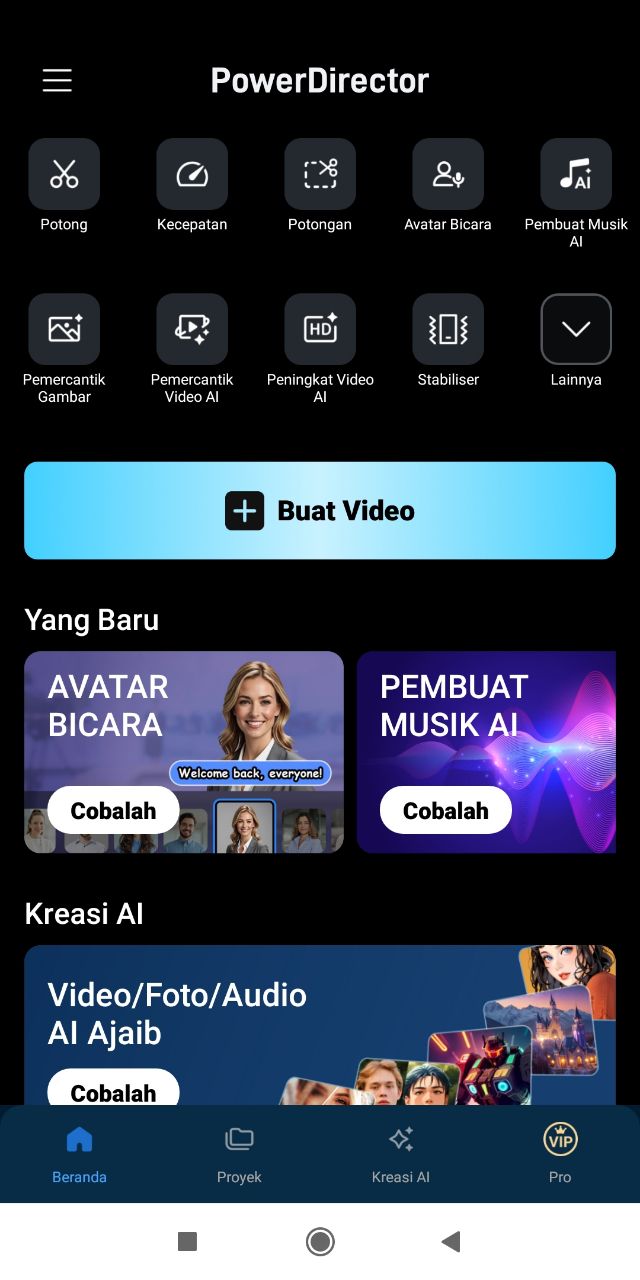 PowerDirector
Potong
Kecepatan
Potongan
Avatar Bicara
Pembuat Musik
AI
AI
Pemercantik
Gambar
Pemercantik
Video AI
HD
Peningkat Video
AI
Stabiliser
Lainnya
Buat Video
Yang Baru
AVATAR
BICARA
Welcome back, everyone!
Cobalah
PEMBUAT
MUSIK AI
Cobalah
Kreasi AI
Video/Foto/Audio
AI Ajaib
Cobalah
Beranda
Proyek
Kreasi AI
VIP
Pro